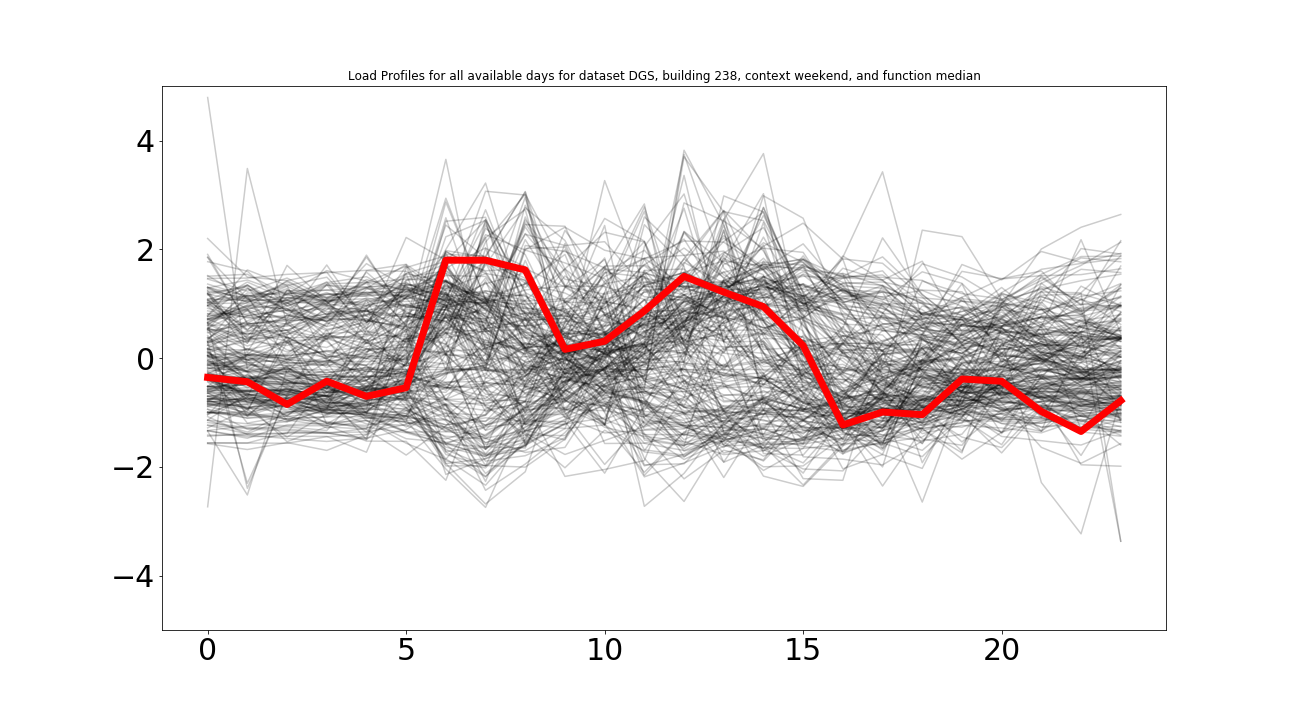 Load Profiles for all available days for dataset DGS, building 238, context weekend, and function median
4
2
0
−2
−4
0 5 10 15 20